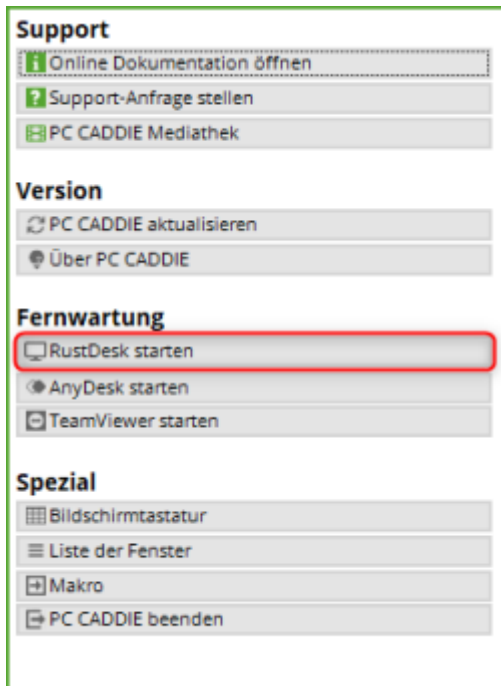 Support
Online Dokumentation öffnen
Support-Anfrage stellen
PC CADDIE Mediathek
Version
PC CADDIE aktualisieren
Über PC CADDIE
Fernwartung
RustDesk starten
AnyDesk starten
TeamViewer starten
Spezial
Bildschirmtastatur
Liste der Fenster
Makro
PC CADDIE beenden